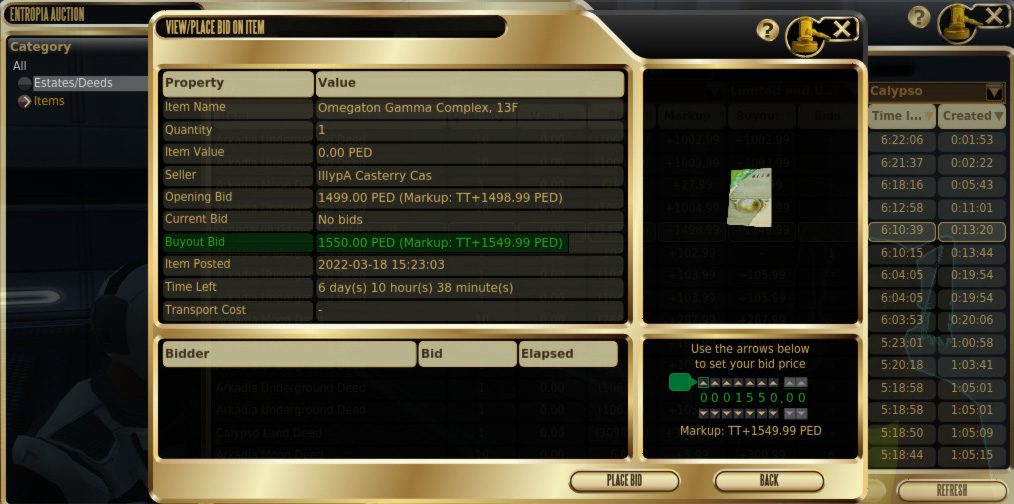 ENTROPIA AUCTION
Category
All
Estates/Deeds
Items
VIEW/PLACE BID ON ITEM
?
Property Value
Item Name Omegaton Gamma Complex, 13F
Quantity 1
Item Value 0.00 PED
Seller IllypA Casterry Cas
Opening Bid 1499.00 PED (Markup: TT+1498.99 PED)
Current Bid No bids
Buyout Bid 1550.00 PED (Markup: TT+1549.99 PED)
Item Posted 2022-03-18 15:23:03
Time Left 6 day(s) 10 hour(s) 38 minute(s)
Transport Cost -
Bidder Bid Elapsed
Arkadia Underground Deed
Arkadia Underground Deed
Calypso Land Deed
Use the arrows below
to set your bid price
0001550.00
Markup: TT+1549.99 PED
PLACE BID BACK
?
Calypso
Time l... Created
6:22:06 0:01:53
6:21:37 0:02:22
6:18:16 0:05:43
6:12:58 0:11:01
6:10:39 0:13:20
6:10:15 0:13:44
6:04:05 0:19:54
6:04:05 0:19:54
6:03:53 0:20:06
5:23:01 1:00:58
5:20:18 1:03:41
5:18:58 1:05:01
5:18:58 1:05:01
5:18:50 1:05:09
5:18:44 1:05:15
REFRESH